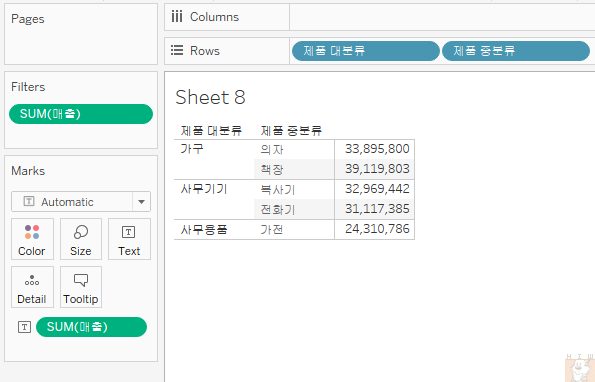 Pages
Columns
Rows
제품 대분류
제품 중분류
Filters
SUM(매출)
Marks
Automatic
Color
Size
Text
Detail
Tooltip
SUM(매출)
Sheet 8
제품 대분류 제품 중분류
가구 의자 33,895,800
책장 39,119,803
사무기기 복사기 32,969,442
전화기 31,117,385
사무용품 가전 24,310,786